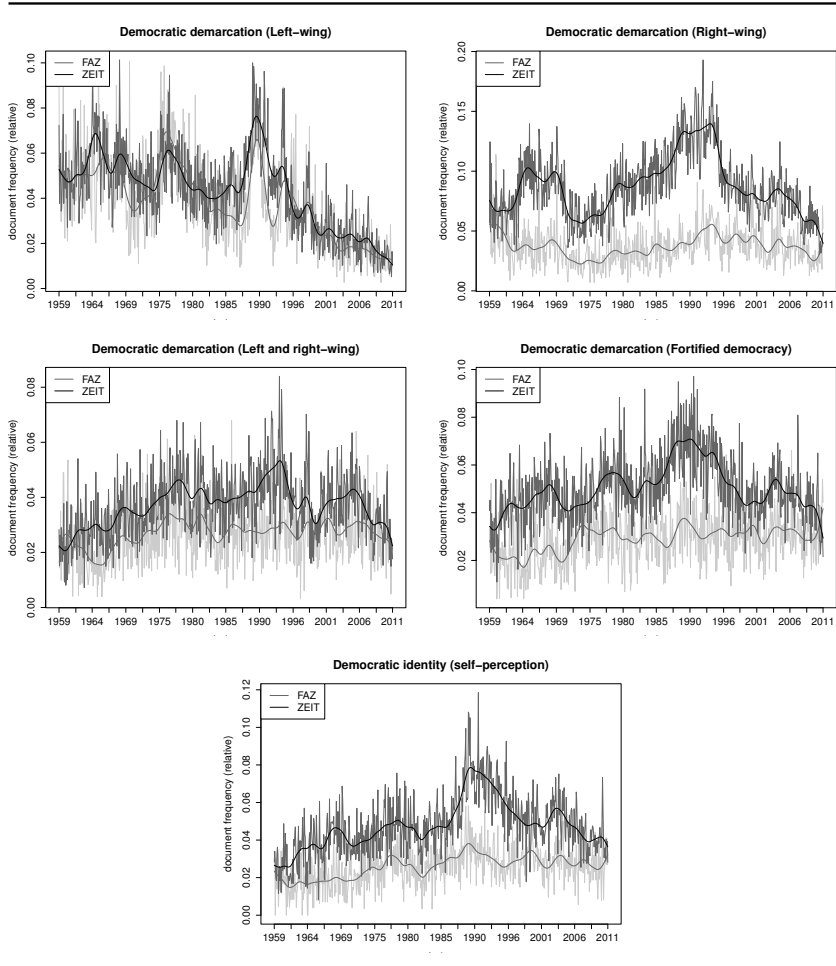 Democratic demarcation (Left−wing)
FAZ
ZEIT
document frequency (relative)
0.00 0.02 0.04 0.06 0.08 0.10
1959 1964 1969 1975 1980 1985 1990 1996 2001 2006 2011
Democratic demarcation (Right−wing)
FAZ
ZEIT
document frequency (relative)
0.00 0.05 0.10 0.15 0.20
1959 1964 1969 1975 1980 1985 1990 1996 2001 2006 2011
Democratic demarcation (Left and right−wing)
FAZ
ZEIT
document frequency (relative)
0.00 0.02 0.04 0.06 0.08
1959 1964 1969 1975 1980 1985 1990 1996 2001 2006 2011
Democratic demarcation (Fortified democracy)
FAZ
ZEIT
document frequency (relative)
0.02 0.04 0.06 0.08 0.10
1959 1964 1969 1975 1980 1985 1990 1996 2001 2006 2011
Democratic identity (self−perception)
FAZ
ZEIT
document frequency (relative)
0.00 0.02 0.04 0.06 0.08 0.10 0.12
1959 1964 1969 1975 1980 1985 1990 1996 2001 2006 2011